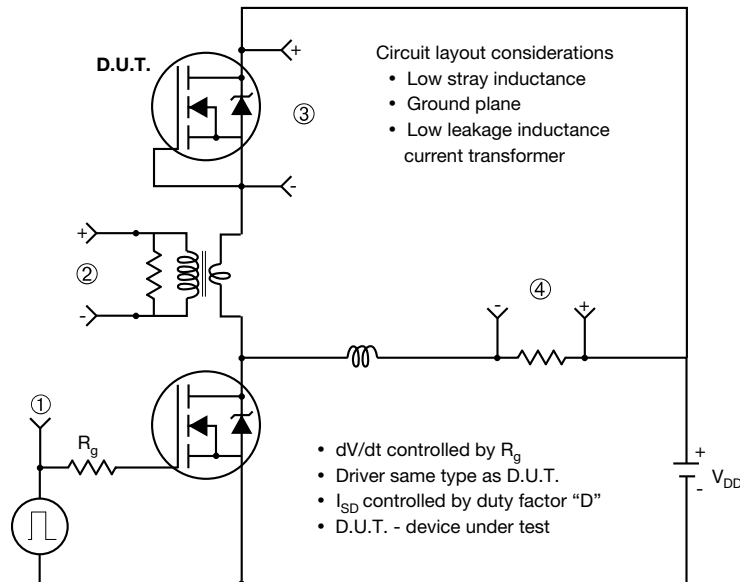 D.U.T.
+
Circuit layout considerations
• Low stray inductance
• Ground plane
• Low leakage inductance
current transformer
③
-
+
②
-
④
-
+
①
R_g
• dV/dt controlled by R_g
• Driver same type as D.U.T.
• I_SD controlled by duty factor “D”
• D.U.T. - device under test
+
-
V_DD